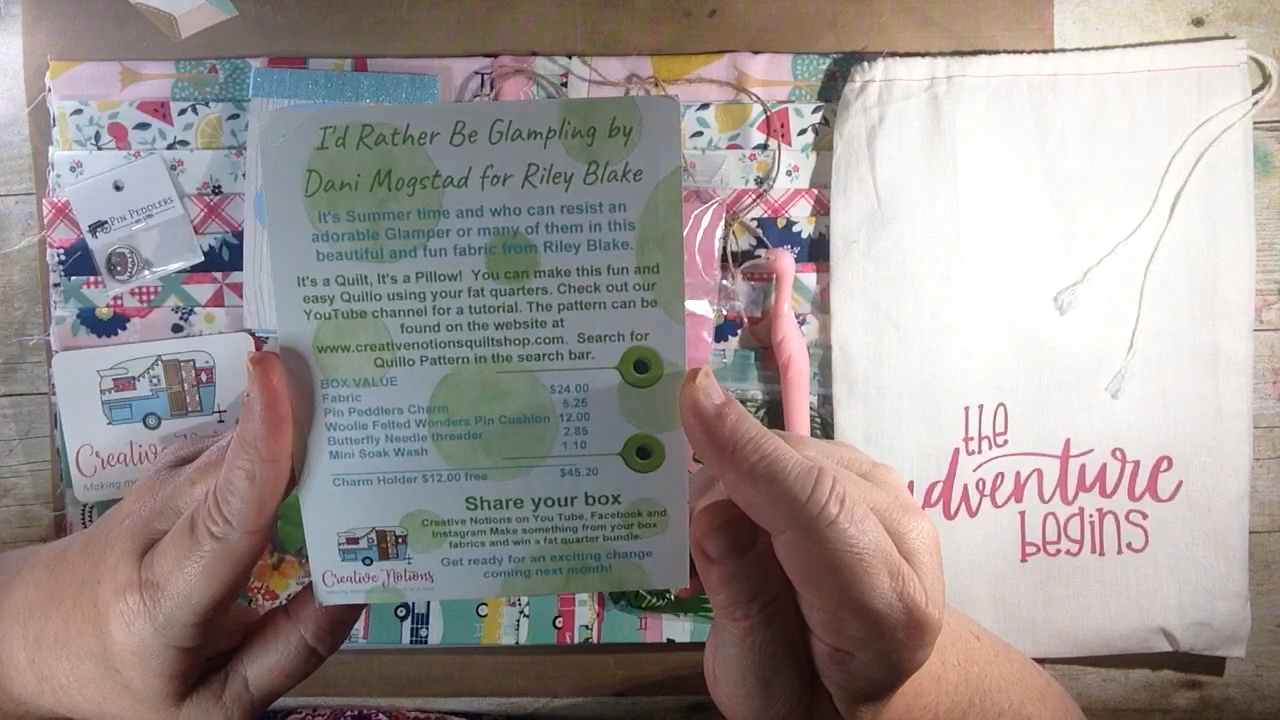 I'd Rather Be Glampling by
Dani Mogstad for Riley Blake
It's Summer time and who can resist an
adorable Glamper or many of them in this
beautiful and fun fabric from Riley Blake.
It's a Quilt, It's a Pillow! You can make this fun and
easy Quillo using your fat quarters. Check out our
YouTube channel for a tutorial. The pattern can be
found on the website at
www.creativenotionsquiltshop.com. Search for
Quillo Pattern in the search bar.
BOX VALUE
Fabric $24.00
Pin Peddlers Charm 5.25
Woolie Felted Wonders Pin Cushion 12.00
Butterfly Needle threader 2.85
Mini Soak Wash 1.10
Charm Holder $12.00 free $45.20
Share your box
Creative Notions on You Tube, Facebook and
Instagram Make something from your box
fabrics and win a fat quarter bundle.
Get ready for an exciting change
coming next month!
Creative Notions
PIN PEDDLERS
Creative
Making
the
adventure
begins